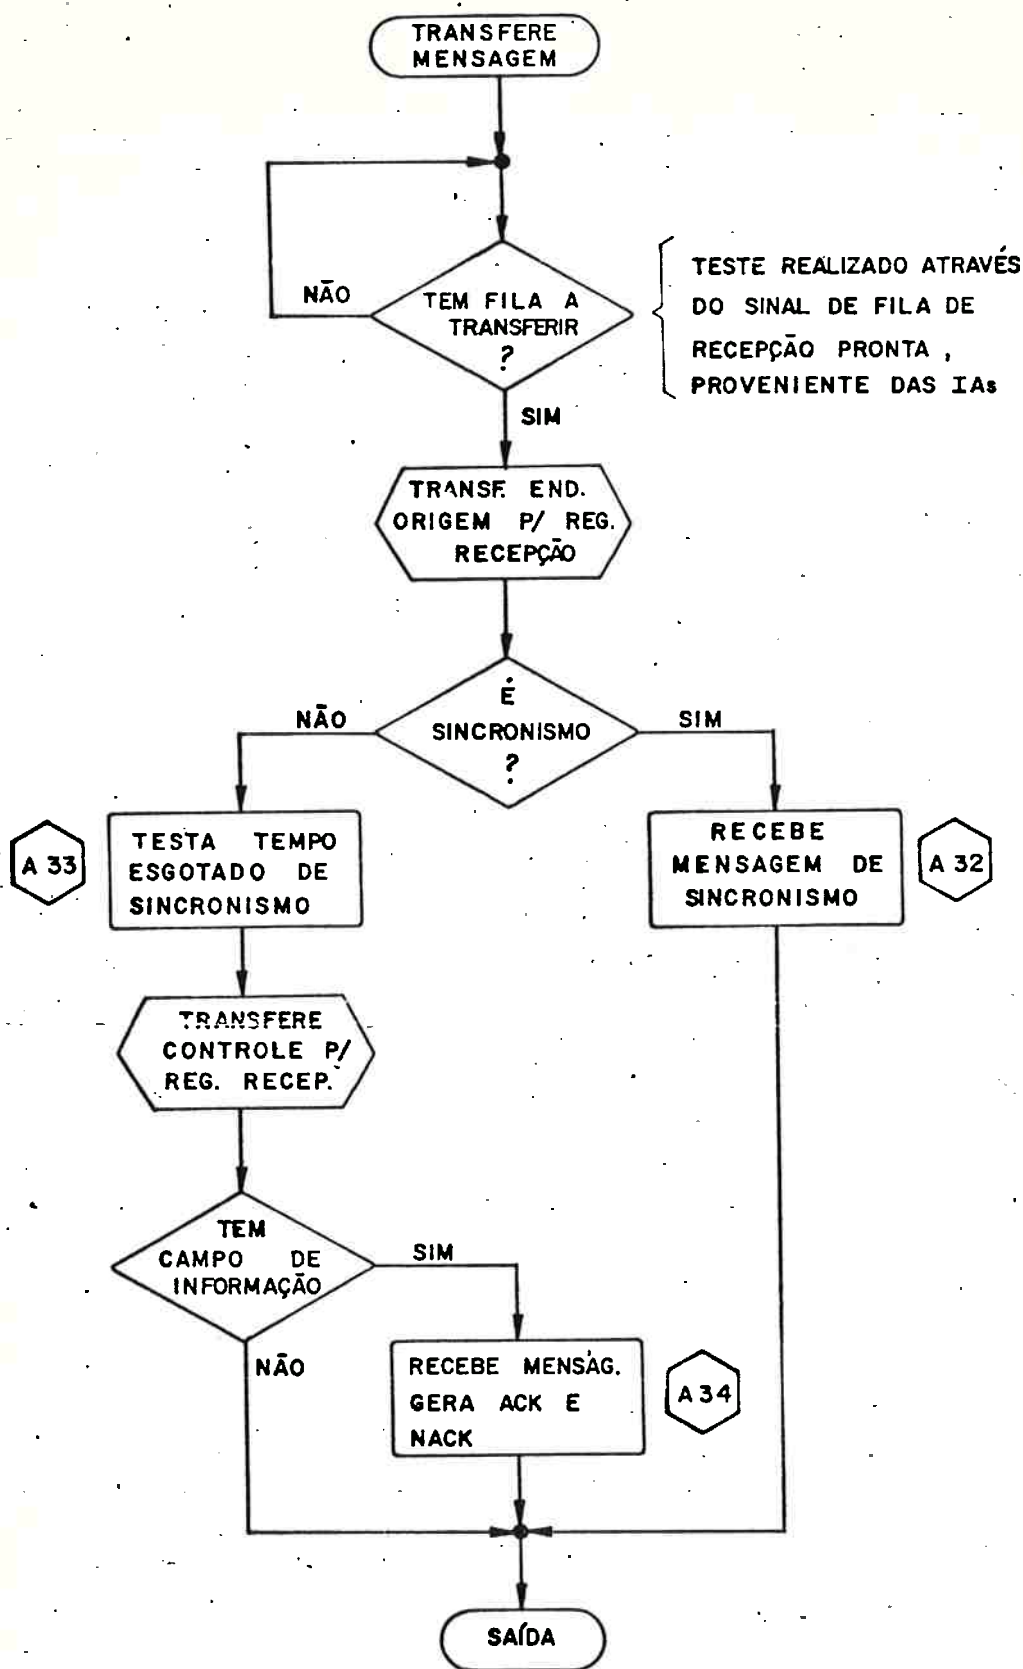 TRANSFERE
MENSAGEM
NÃO
TEM FILA A
TRANSFERIR
?
TESTE REALIZADO ATRAVÉS
DO SINAL DE FILA DE
RECEPÇÃO PRONTA ,
PROVENIENTE DAS IAs
SIM
TRANSF. END.
ORIGEM P/ REG.
RECEPÇÃO
É
SINCRONISMO
?
NÃO
SIM
A 33
TESTA TEMPO
ESGOTADO DE
SINCRONISMO
RECEBE
MENSAGEM DE
SINCRONISMO
A 32
TRANSFERE
CONTROLE P/
REG. RECEP.
TEM
CAMPO DE
INFORMAÇÃO
SIM
NÃO
RECEBE MENSAG.
GERA ACK E
NACK
A 34
SAÍDA